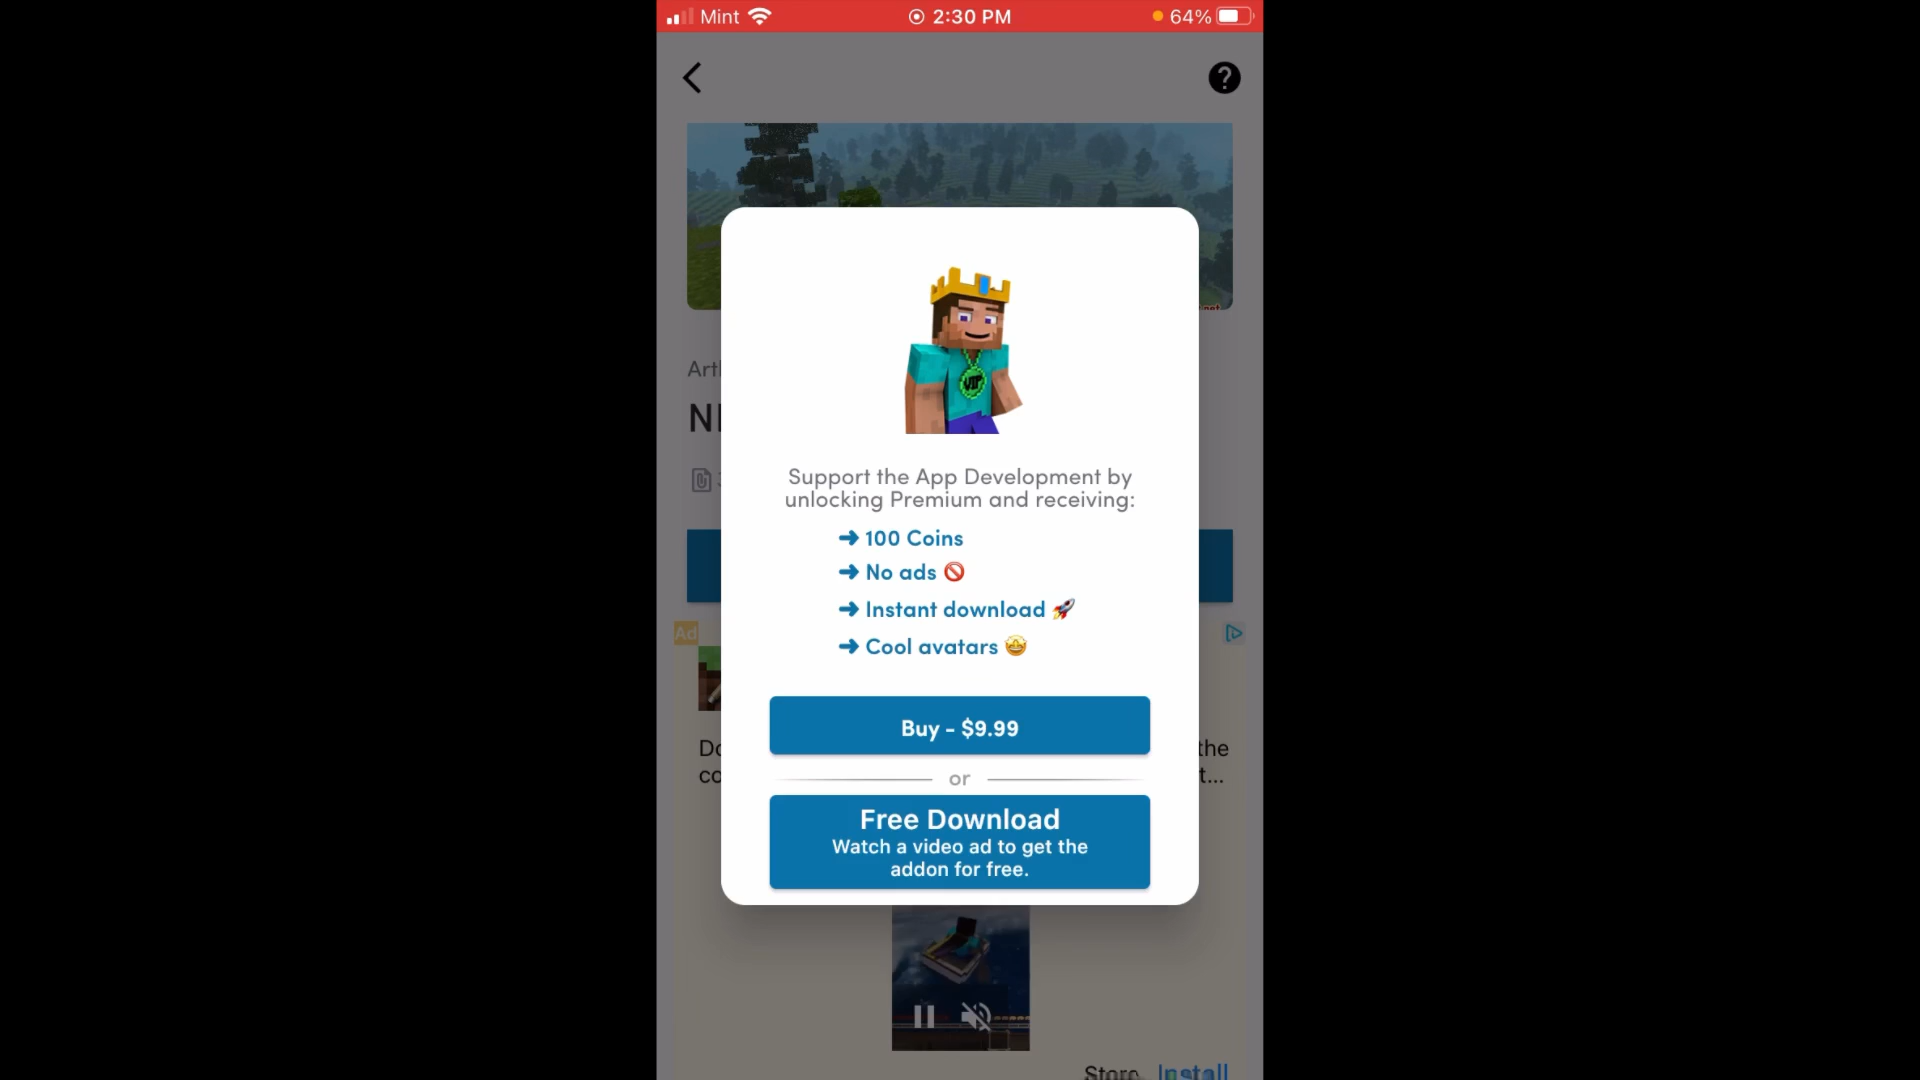 Mint
2:30 PM
64%
Ad
VIP
Support the App Development by
unlocking Premium and receiving:
➔ 100 Coins
➔ No ads 🚫
➔ Instant download 🚀
➔ Cool avatars 🤩
Buy - $9.99
the
t...
or
Free Download
Watch a video ad to get the
addon for free.
Store
Install